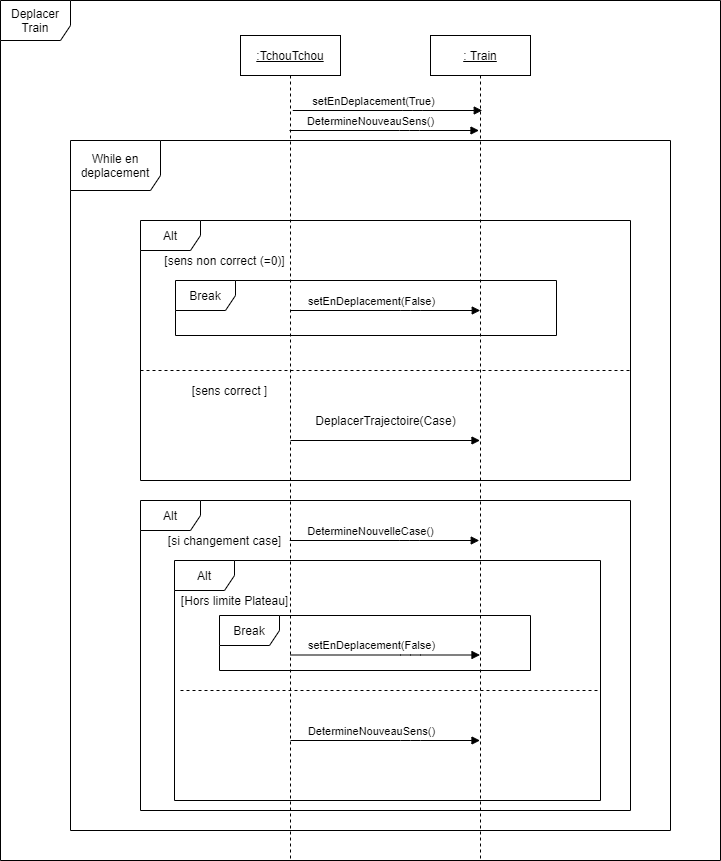 Deplacer
Train
:TchouTchou
: Train
setEnDeplacement(True)
DetermineNouveauSens()
While en
deplacement
Alt
[sens non correct (=0)]
Break
setEnDeplacement(False)
[sens correct ]
DeplacerTrajectoire(Case)
Alt
DetermineNouvelleCase()
[si changement case]
Alt
[Hors limite Plateau]
Break
setEnDeplacement(False)
DetermineNouveauSens()